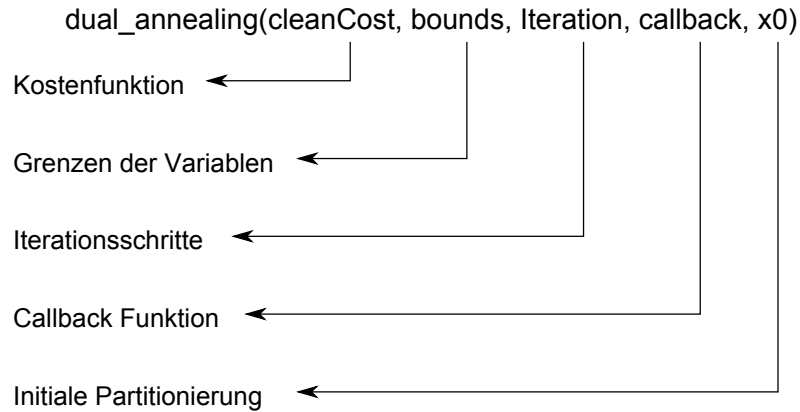 dual_annealing(cleanCost, bounds, Iteration, callback, x0)
Kostenfunktion
Grenzen der Variablen
Iterationsschritte
Callback Funktion
Initiale Partitionierung